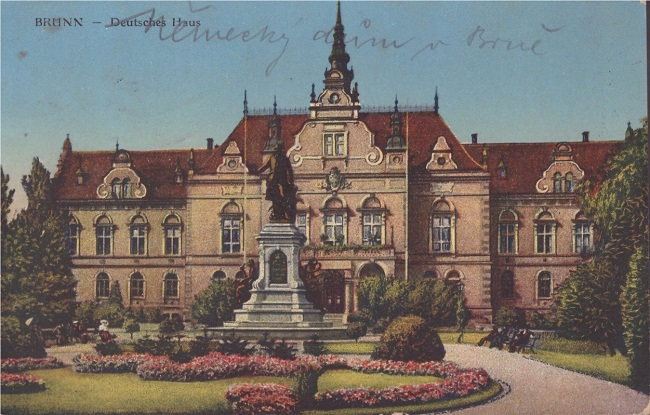 BRÜNN – Deutsches Haus
Německý dům v Brně